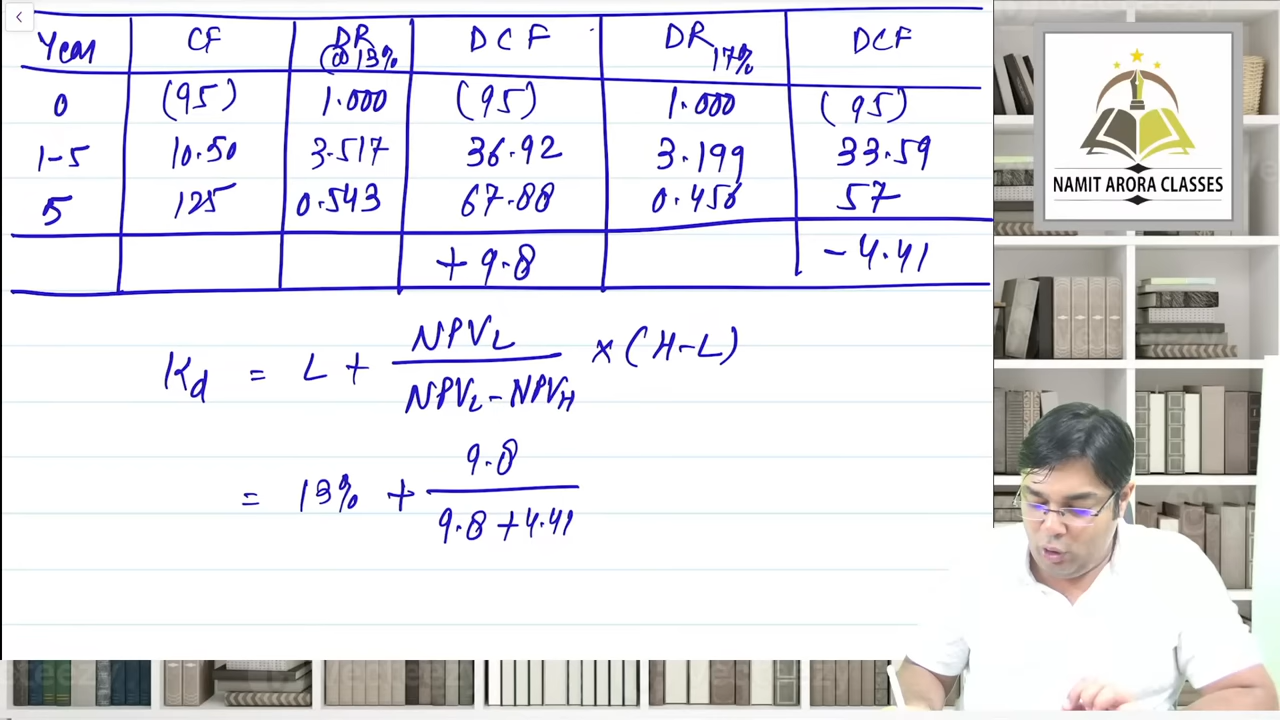 Year CF DR @ 13% DCF DR 17% DCF
0 (95) 1.000 (95) 1.000 (95)
1-5 10.50 3.517 36.92 3.199 33.59
5 125 0.543 67.88 0.456 57
+ 9.8 - 4.41
Kd = L + NPVL / NPVL - NPVH × (H-L)
= 13% + 9.8 / 9.8 + 4.41
NAMIT ARORA CLASSES